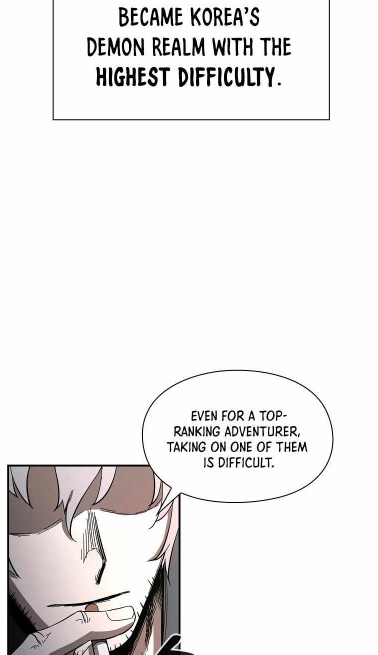 BECAME KOREA'S
DEMON REALM WITH THE
HIGHEST DIFFICULTY.
EVEN FOR A TOP-
RANKING ADVENTURER,
TAKING ON ONE OF THEM
IS DIFFICULT.